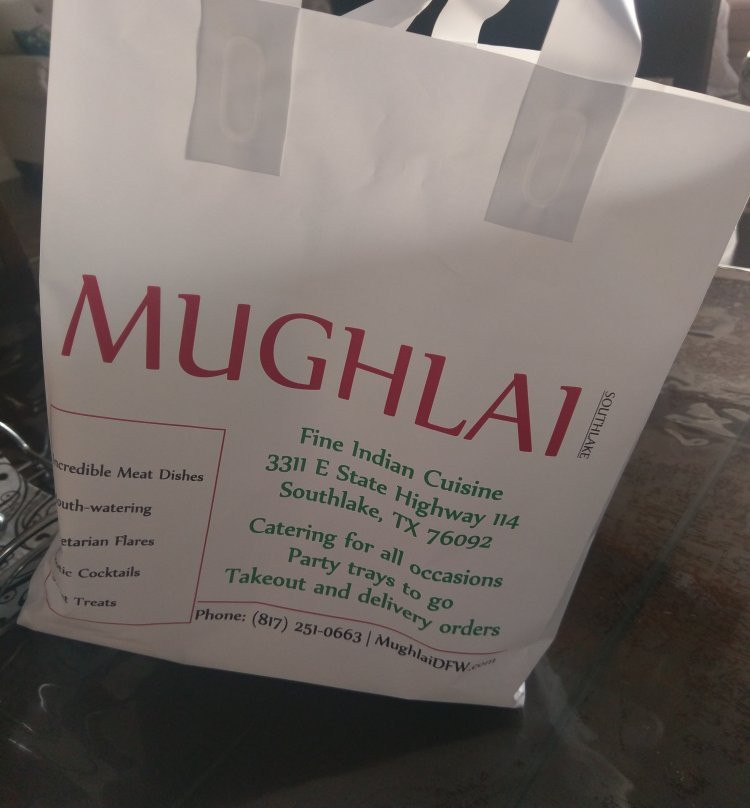 MUGHLAI
SOUTHLAKE
Fine Indian Cuisine
3311 E State Highway 114
Southlake, TX 76092
Catering for all occasions
Party trays to go
Takeout and delivery orders
ncredible Meat Dishes
outh-watering
etarian Flares
Cocktails
Treats
Phone: (817) 251-0663 | MughlaiDFW.com